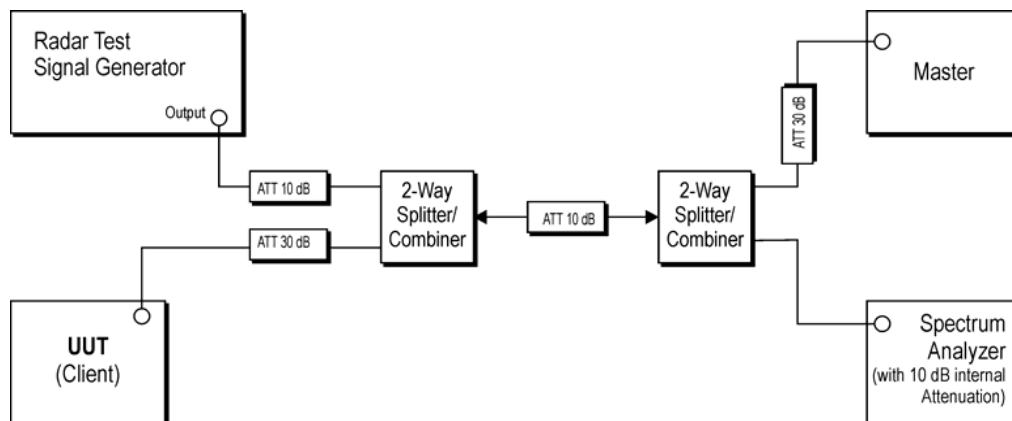 Radar Test
Signal Generator
Output
ATT 10 dB
ATT 30 dB
UUT
(Client)
2-Way
Splitter/
Combiner
ATT 10 dB
2-Way
Splitter/
Combiner
ATT 30 dB
Master
Spectrum
Analyzer
(with 10 dB internal
Attenuation)